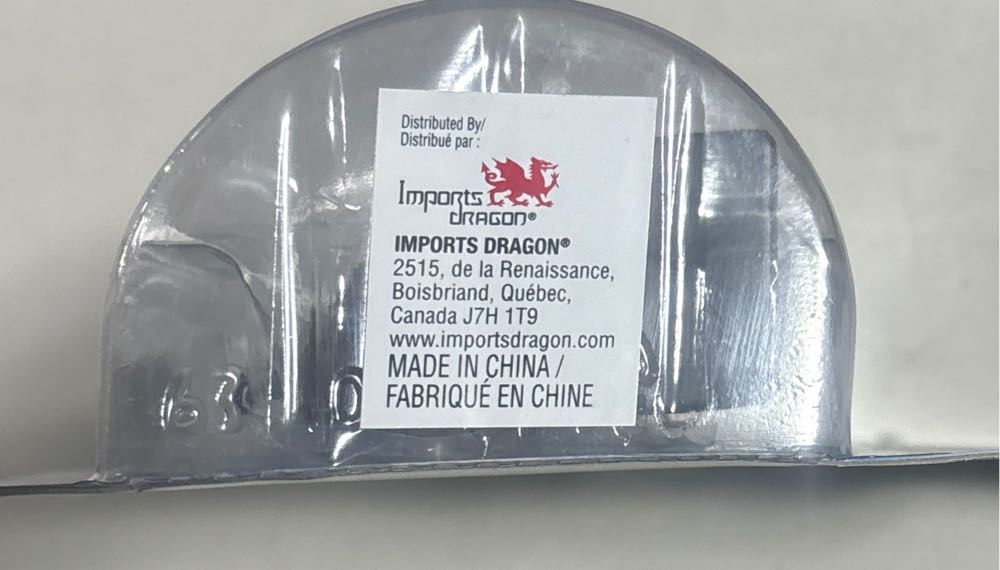 Distributed By/
Distribué par :
Imports
dragon®
IMPORTS DRAGON®
2515, de la Renaissance,
Boisbriand, Québec,
Canada J7H 1T9
www.importsdragon.com
MADE IN CHINA /
FABRIQUÉ EN CHINE